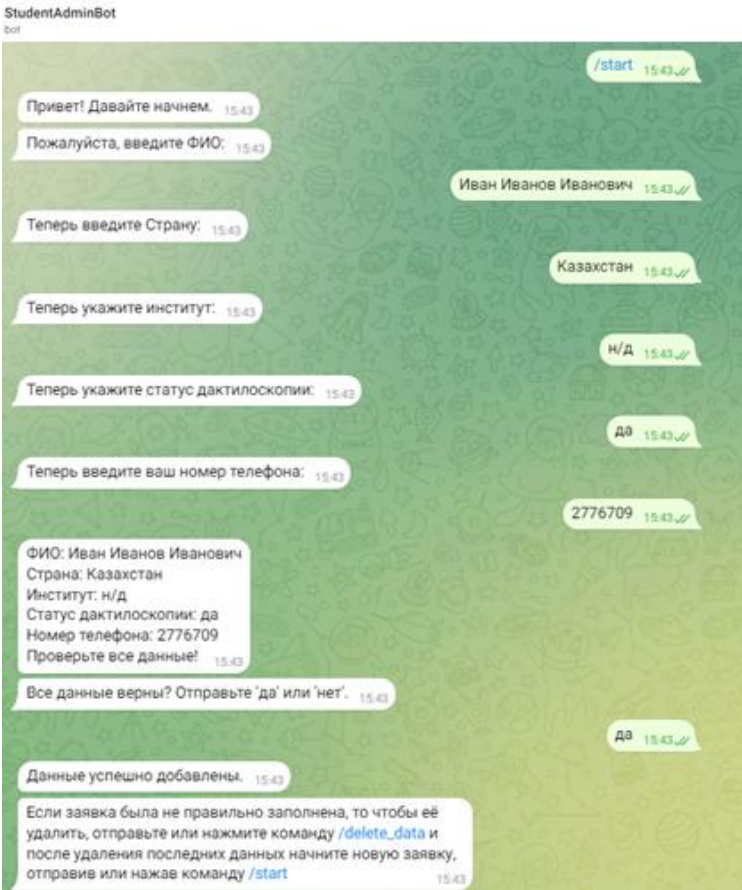 StudentAdminBot
bot
/start 15:43
Привет! Давайте начнем. 15:43
Пожалуйста, введите ФИО: 15:43
Иван Иванов Иванович 15:43
Теперь введите Страну: 15:43
Казахстан 15:43
Теперь укажите институт: 15:43
н/д 15:43
Теперь укажите статус дактилоскопии: 15:43
да 15:43
Теперь введите ваш номер телефона: 15:43
2776709 15:43
ФИО: Иван Иванов Иванович
Страна: Казахстан
Институт: н/д
Статус дактилоскопии: да
Номер телефона: 2776709
Проверьте все данные! 15:43
Все данные верны? Отправьте 'да' или 'нет'. 15:43
да 15:43
Данные успешно добавлены. 15:43
Если заявка была не правильно заполнена, то чтобы её
удалить, отправьте или нажмите команду /delete_data и
после удаления последних данных начните новую заявку,
отправив или нажав команду /start 15:43